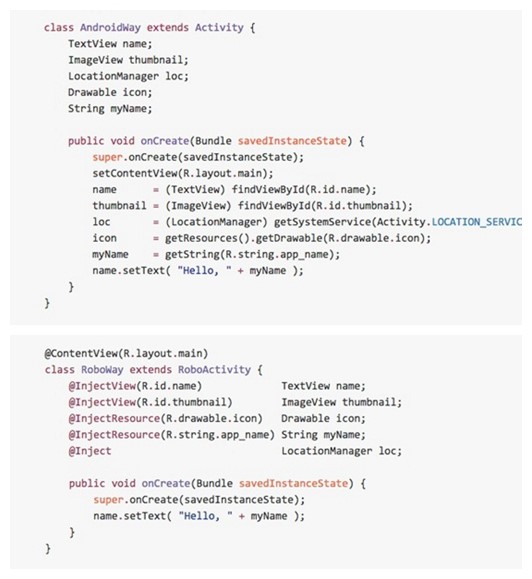 class AndroidWay extends Activity {
TextView name;
ImageView thumbnail;
LocationManager loc;
Drawable icon;
String myName;
public void onCreate(Bundle savedInstanceState) {
super.onCreate(savedInstanceState);
setContentView(R.layout.main);
name = (TextView) findViewById(R.id.name);
thumbnail = (ImageView) findViewById(R.id.thumbnail);
loc = (LocationManager) getSystemService(Activity.LOCATION_SERVIC
icon = getResources().getDrawable(R.drawable.icon);
myName = getString(R.string.app_name);
name.setText( "Hello, " + myName );
}
}
@ContentView(R.layout.main)
class RoboWay extends RoboActivity {
@InjectView(R.id.name) TextView name;
@InjectView(R.id.thumbnail) ImageView thumbnail;
@InjectResource(R.drawable.icon) Drawable icon;
@InjectResource(R.string.app_name) String myName;
@Inject LocationManager loc;
public void onCreate(Bundle savedInstanceState) {
super.onCreate(savedInstanceState);
name.setText( "Hello, " + myName );
}
}